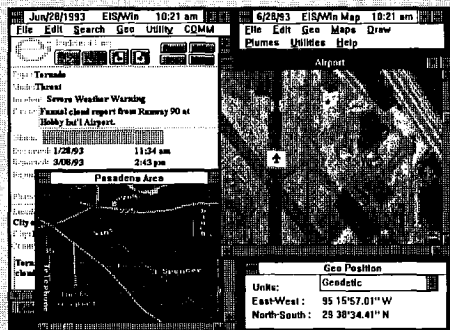 Jun/28/1993 EIS/Win 10:21 am
File Edit Search Geo Utility COMM
Type: Tornado
Threat
Severe Weather Warning
Funnel cloud report from Runway 90 at
Hobby Int'l Airport.
1/28/93 11:34 am
3/08/93 2:43 pm
Pasadena Area
Spencer
Telephone
Airport
6/28/93 EIS/Win Map 10:21 am
File Edit Geo Maps Draw
Plumes Utilities Help
Airport
Geo Position
Units: Geodetic
East-West: 95 15'57.01" W
North-South: 29 38'34.41" N